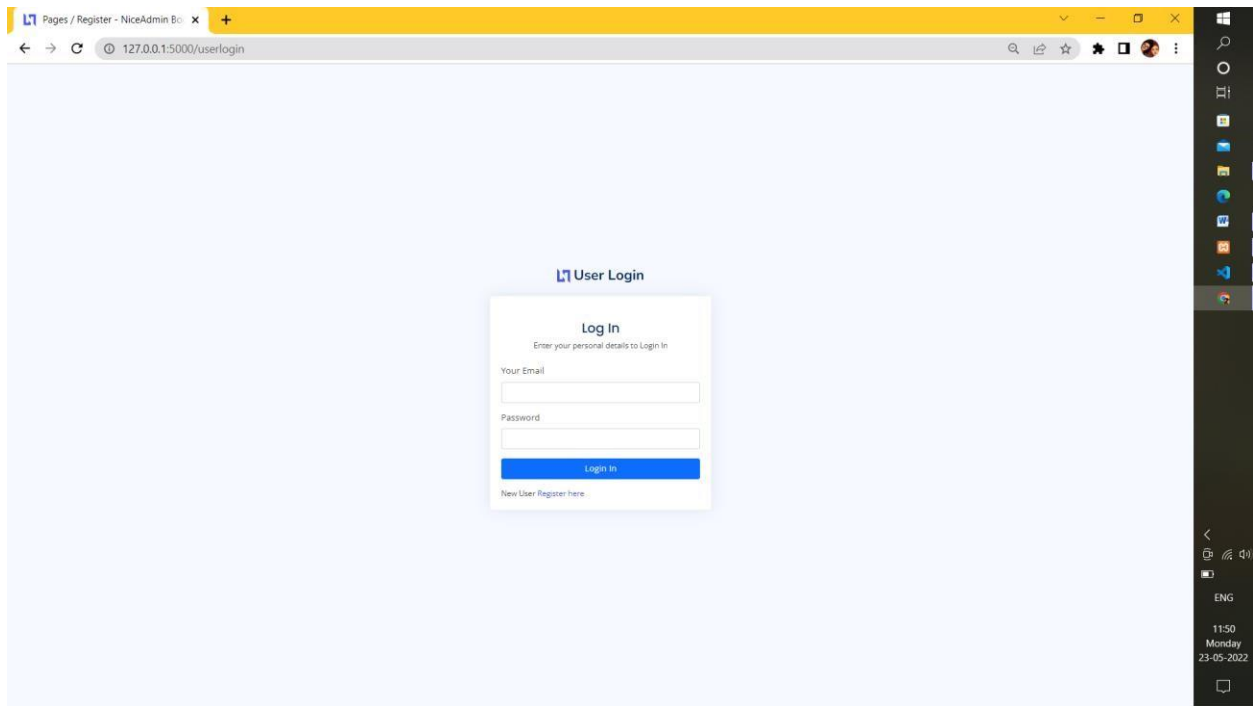 Pages / Register - NiceAdmin Bo
127.0.0.1:5000/userlogin
User Login
Log In
Enter your personal details to Login In
Your Email
Password
Login In
New User Register here
ENG
11:50
Monday
23-05-2022